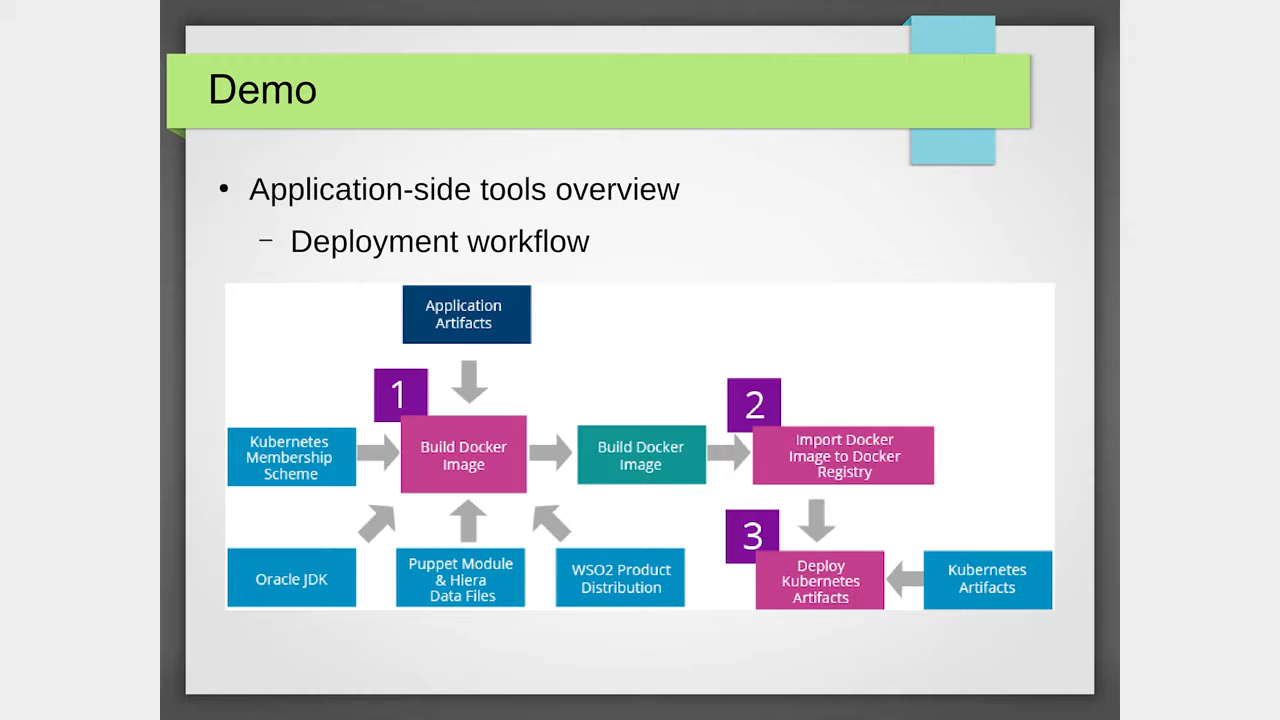 Demo
• Application-side tools overview
– Deployment workflow
Application
Artifacts
1
2
Kubernetes
Membership
Scheme
Build Docker
Image
Build Docker
Image
Import Docker
Image to Docker
Registry
3
Oracle JDK
Puppet Module
& Hiera
Data Files
WSO2 Product
Distribution
Deploy
Kubernetes
Artifacts
Kubernetes
Artifacts